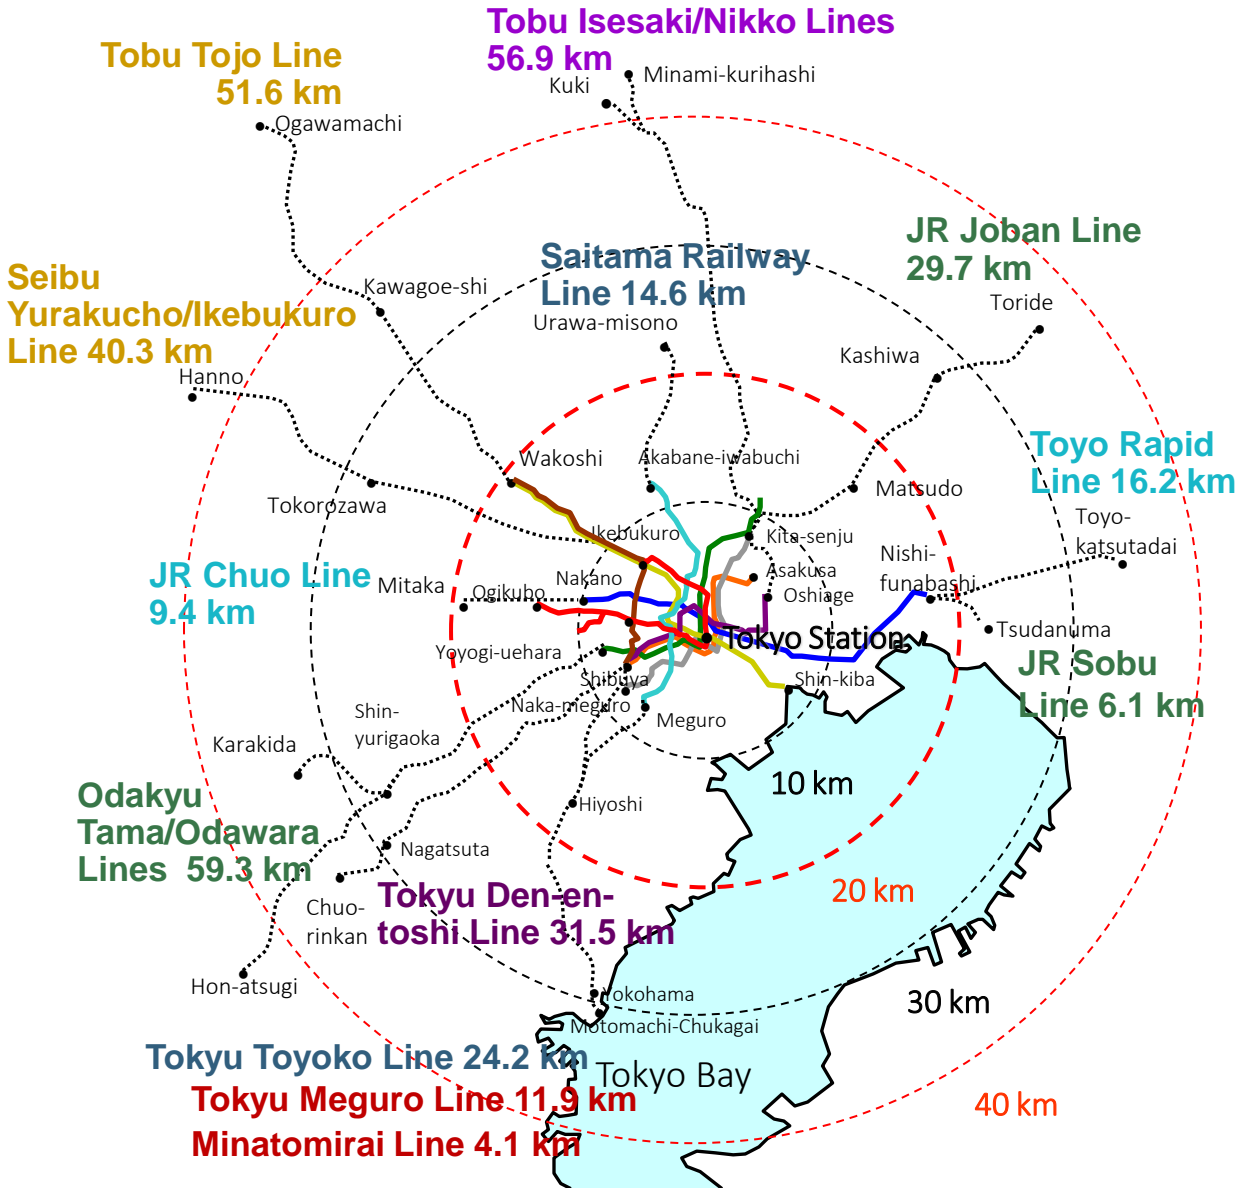 Tobu Isesaki/Nikko Lines
56.9 km
Tobu Tojo Line
51.6 km
Minami-kurihashi
Kuki
Ogawamachi
JR Joban Line
29.7 km
Saitama Railway
Line 14.6 km
Seibu
Yurakucho/Ikebukuro
Line 40.3 km
Kawagoe-shi
Toride
Urawa-misono
Kashiwa
Hanno
Toyo Rapid
Line 16.2 km
Wakoshi
Akabane-iwabuchi
Tokorozawa
Matsudo
Toyo-
katsutadai
Ikebukuro
Kita-senju
Nishi-
funabashi
JR Chuo Line
9.4 km
Mitaka
Ogikubo
Nakano
Asakusa
Oshiage
Tokyo Station
Tsudanuma
Yoyogi-uehara
Shibuya
Shin-kiba
JR Sobu
Line 6.1 km
Naka-meguro
Meguro
Shin-
yurigaoka
Karakida
10 km
Hiyoshi
Odakyu
Tama/Odawara
Lines 59.3 km
Nagatsuta
20 km
Tokyu Den-en-
toshi Line 31.5 km
Chuo-
rinkan
Hon-atsugi
Yokohama
30 km
Motomachi-Chukagai
Tokyu Toyoko Line 24.2 km
Tokyo Bay
Tokyu Meguro Line 11.9 km
40 km
Minatomirai Line 4.1 km